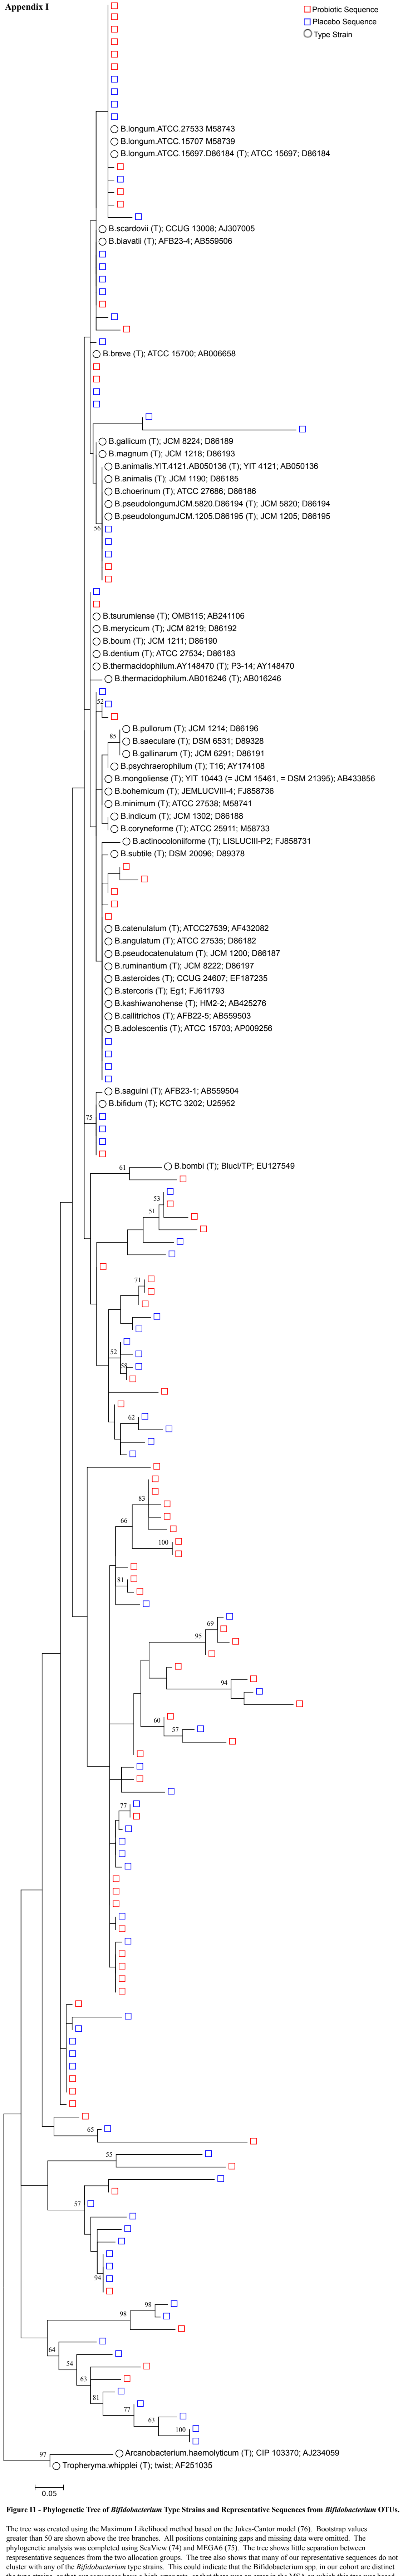 Appendix I
Probiotic Sequence
Placebo Sequence
Type Strain
B.longum.ATCC.27533 M58743
B.longum.ATCC.15707 M58739
B.longum.ATCC.15697.D86184 (T); ATCC 15697; D86184
B.scardovii (T); CCUG 13008; AJ307005
B.biavatii (T); AFB23-4; AB559506
B.breve (T); ATCC 15700; AB006658
B.gallicum (T); JCM 8224; D86189
B.magnum (T); JCM 1218; D86193
B.animalis.YIT.4121.AB050136 (T); YIT 4121; AB050136
B.animalis (T); JCM 1190; D86185
B.choerinum (T); ATCC 27686; D86186
B.pseudolongumJCM.5820.D86194 (T); JCM 5820; D86194
B.pseudolongumJCM.1205.D86195 (T); JCM 1205; D86195
56
B.tsurumiense (T); OMB115; AB241106
B.merycicum (T); JCM 8219; D86192
B.boum (T); JCM 1211; D86190
B.dentium (T); ATCC 27534; D86183
B.thermacidophilum.AY148470 (T); P3-14; AY148470
B.thermacidophilum.AB016246 (T); AB016246
52
B.pullorum (T); JCM 1214; D86196
85
B.saeculare (T); DSM 6531; D89328
B.gallinarum (T); JCM 6291; D86191
B.psychraerophilum (T); T16; AY174108
B.mongoliense (T); YIT 10443 (= JCM 15461, = DSM 21395); AB433856
B.bohemicum (T); JEMLUCVIII-4; FJ858736
B.minimum (T); ATCC 27538; M58741
B.indicum (T); JCM 1302; D86188
B.coryneforme (T); ATCC 25911; M58733
B.actinocoloniiforme (T); LISLUCIII-P2; FJ858731
B.subtile (T); DSM 20096; D89378
B.catenulatum (T); ATCC27539; AF432082
B.angulatum (T); ATCC 27535; D86182
B.pseudocatenulatum (T); JCM 1200; D86187
B.ruminantium (T); JCM 8222; D86197
B.asteroides (T); CCUG 24607; EF187235
B.stercoris (T); Eg1; FJ611793
B.kashiwanohense (T); HM2-2; AB425276
B.callitrichos (T); AFB22-5; AB559503
B.adolescentis (T); ATCC 15703; AP009256
B.saguini (T); AFB23-1; AB559504
B.bifidum (T); KCTC 3202; U25952
75
B.bombi (T); BlucI/TP; EU127549
61
53
51
71
52
58
62
83
66
100
81
69
95
94
60
57
77
65
55
57
94
98
98
64
54
63
81
77
63
100
Arcanobacterium.haemolyticum (T); CIP 103370; AJ234059
97
Tropheryma.whipplei (T); twist; AF251035
0.05
Figure I1 - Phylogenetic Tree of Bifidobacterium Type Strains and Representative Sequences from Bifidobacterium OTUs.
The tree was created using the Maximum Likelihood method based on the Jukes-Cantor model (76). Bootstrap values
greater than 50 are shown above the tree branches. All positions containing gaps and missing data were omitted. The
phylogenetic analysis was completed using SeaView (74) and MEGA6 (75). The tree shows little separation between
respresentative sequences from the two allocation groups. The tree also shows that many of our representative sequences do not
cluster with any of the Bifidobacterium type strains. This could indicate that the Bifidobacterium spp. in our cohort are distinct